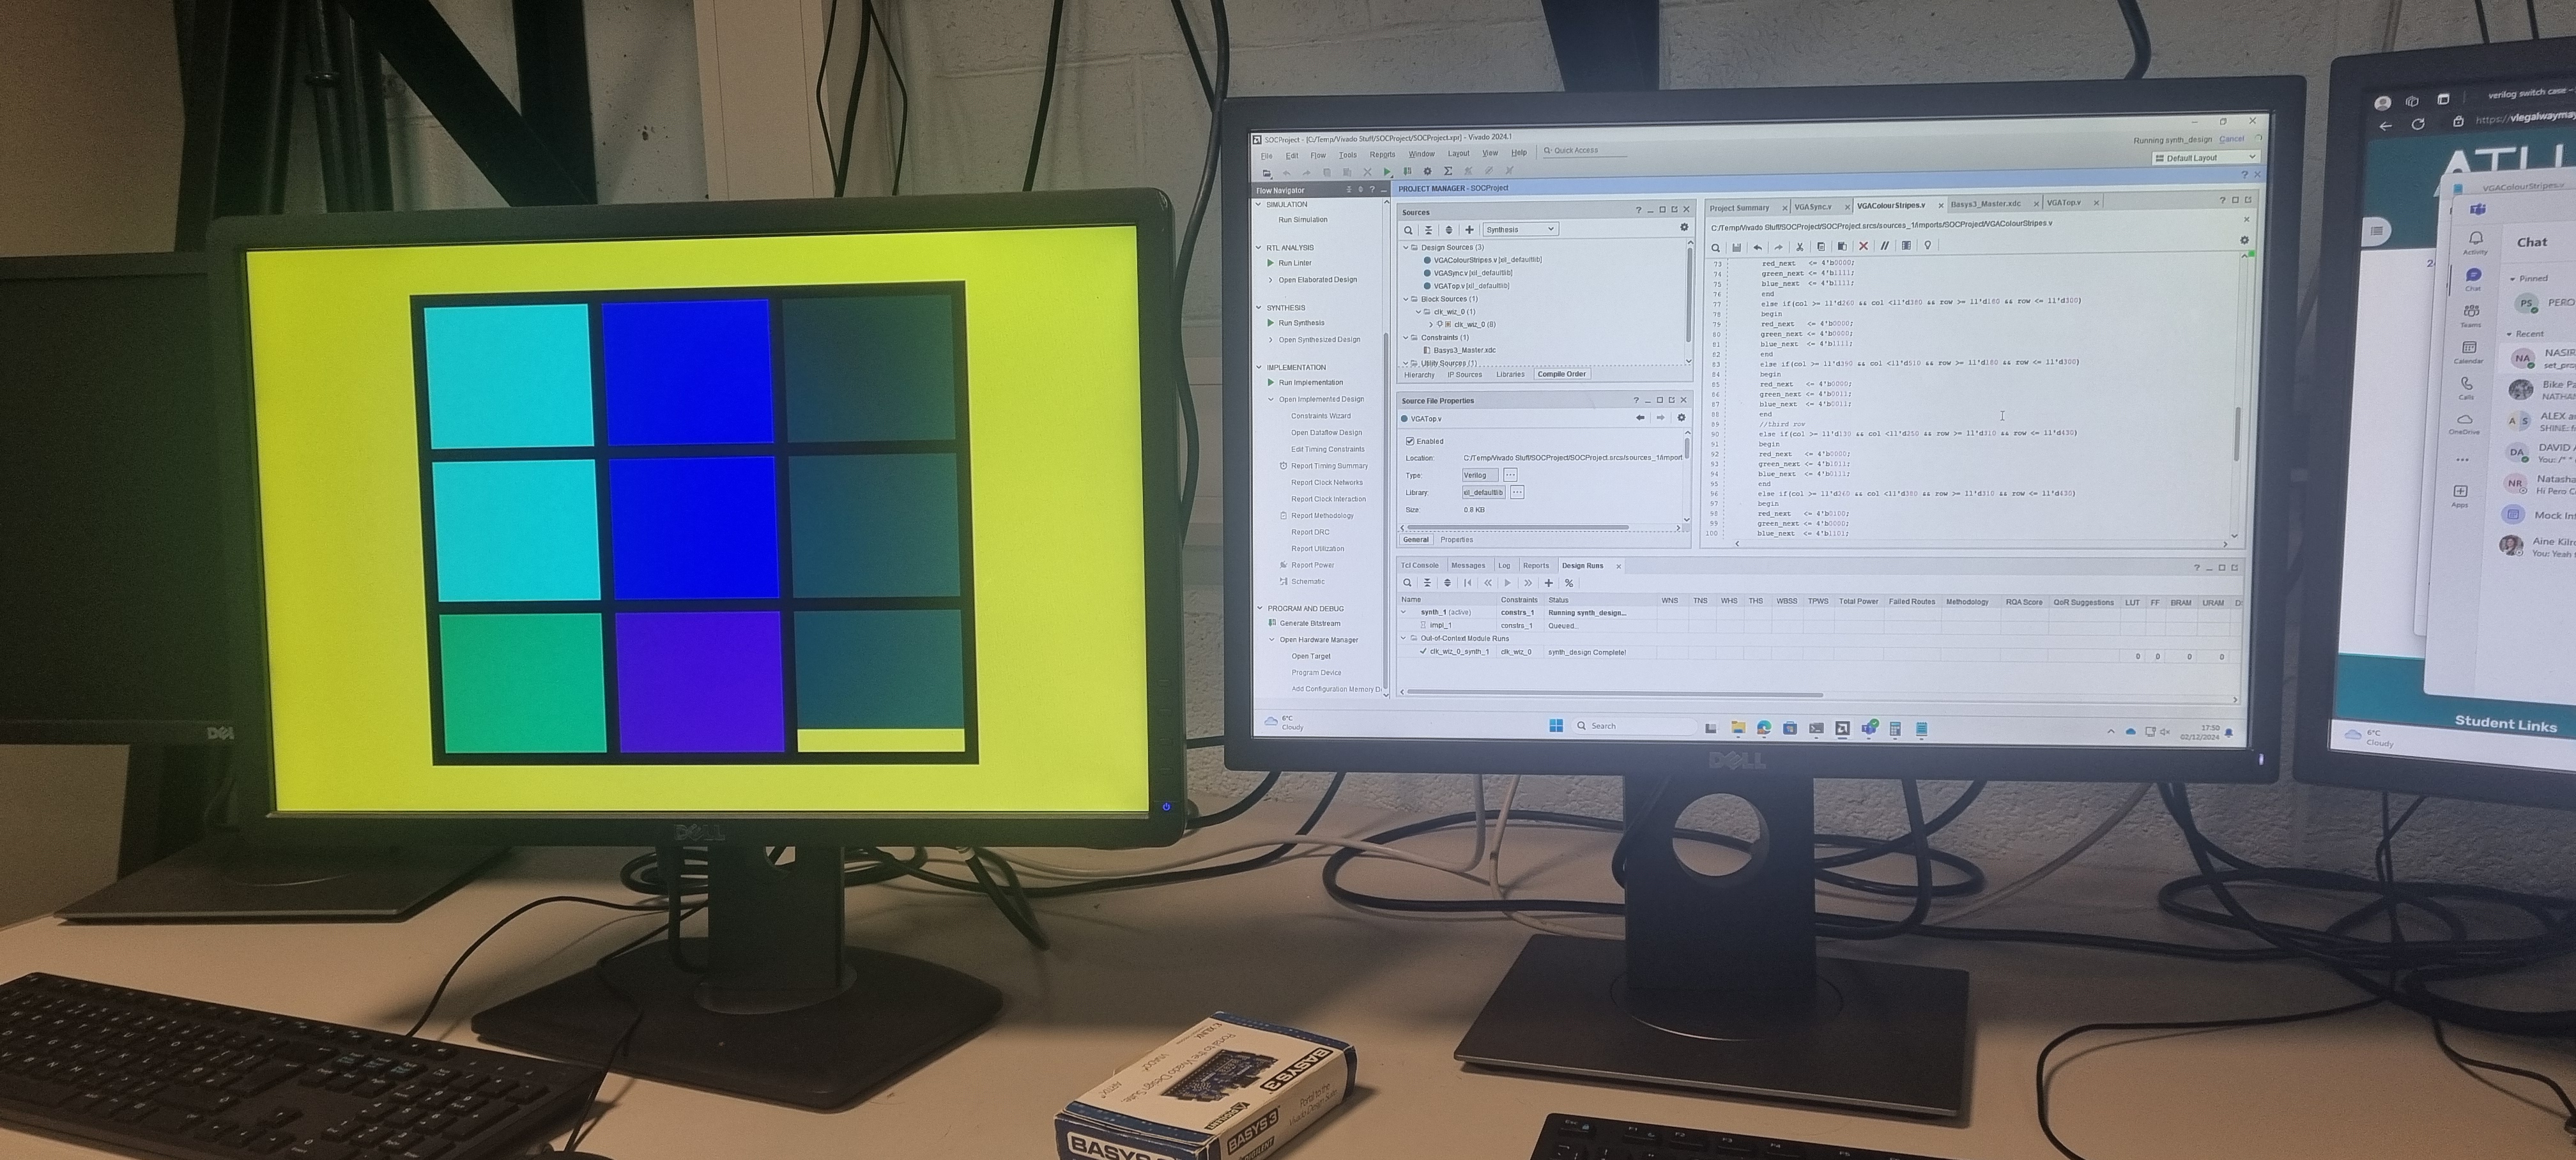 SOCProject - [C:/Temp/Vivado Stuff/SOCProject/SOCProject.xpr] - Vivado 2024.1
Running synth_design Cancel
File Edit Flow Tools Reports Window Layout View Help Quick Access
Default Layout
Flow Navigator
SIMULATION
Run Simulation
RTL ANALYSIS
Run Linter
Open Elaborated Design
SYNTHESIS
Run Synthesis
Open Synthesized Design
IMPLEMENTATION
Run Implementation
Open Implemented Design
Constraints Wizard
Open Dataflow Design
Edit Timing Constraints
Report Timing Summary
Report Clock Networks
Report Clock Interaction
Report Methodology
Report DRC
Report Utilization
Report Power
Schematic
PROGRAM AND DEBUG
Generate Bitstream
Open Hardware Manager
Open Target
Program Device
Add Configuration Memory D
PROJECT MANAGER - SOCProject
Sources
Synthesis
Design Sources (3)
VGAColourStripes.v [xil_defaultlib]
VGASync.v [xil_defaultlib]
VGATop.v [xil_defaultlib]
Block Sources (1)
clk_wiz_0 (1)
clk_wiz_0 (8)
Constraints (1)
Basys3_Master.xdc
Utility Sources (1)
Hierarchy IP Sources Libraries Compile Order
Source File Properties
VGATop.v
Enabled
Location: C:/Temp/Vivado Stuff/SOCProject/SOCProject.srcs/sources_1/import
Type: Verilog
Library: xil_defaultlib
Size: 0.8 KB
General Properties
Project Summary VGASync.v VGAColourStripes.v Basys3_Master.xdc VGATop.v
C:/Temp/Vivado Stuff/SOCProject/SOCProject.srcs/sources_1/imports/SOCProject/VGAColourStripes.v
73 red_next <= 4'b0000;
74 green_next <= 4'b1111;
75 blue_next <= 4'b1111;
76 end
77 else if(col >= 11'd260 && col <11'd380 && row >= 11'd180 && row <= 11'd300)
78 begin
79 red_next <= 4'b0000;
80 green_next <= 4'b0000;
81 blue_next <= 4'b1111;
82 end
83 else if(col >= 11'd390 && col <11'd510 && row >= 11'd180 && row <= 11'd300)
84 begin
85 red_next <= 4'b0000;
86 green_next <= 4'b0011;
87 blue_next <= 4'b0011;
88 end
89 //third row
90 else if(col >= 11'd130 && col <11'd250 && row >= 11'd310 && row <= 11'd430)
91 begin
92 red_next <= 4'b0000;
93 green_next <= 4'b1011;
94 blue_next <= 4'b0111;
95 end
96 else if(col >= 11'd260 && col <11'd380 && row >= 11'd310 && row <= 11'd430)
97 begin
98 red_next <= 4'b0100;
99 green_next <= 4'b0000;
100 blue_next <= 4'b1101;
Tcl Console Messages Log Reports Design Runs
Name Constraints Status WNS TNS WHS THS WBSS TPWS Total Power Failed Routes Methodology RQA Score QoR Suggestions LUT FF BRAM URAM D
synth_1 (active) constrs_1 Running synth_design...
impl_1 constrs_1 Queued...
Out-of-Context Module Runs
clk_wiz_0_synth_1 clk_wiz_0 synth_design Complete! 0 0 0 0
6°C
Cloudy
Search
17:50
02/12/2024
DELL
DELL
DELL
verilog switch case -
https://vlegalwaymay
VGAColourStripes.v
Activity
Chat
Teams
Calendar
Calls
OneDrive
Apps
Chat
Pinned
PS PERO
Recent
NA NASIR
set_pro
Bike Pa
NATHAN
A S ALEX a
SHINE: f
DA DAVID A
You: /* *
NR Natasha
Hi Pero C
Mock Int
Aine Kilro
You: Yeah
Student Links
6°C
Cloudy
BASYS 3
Portal to the Vivado Design Suite
XILINX
BASYS 3
DIGILENT
Portal to the
Vivado Design Suite
BASYS